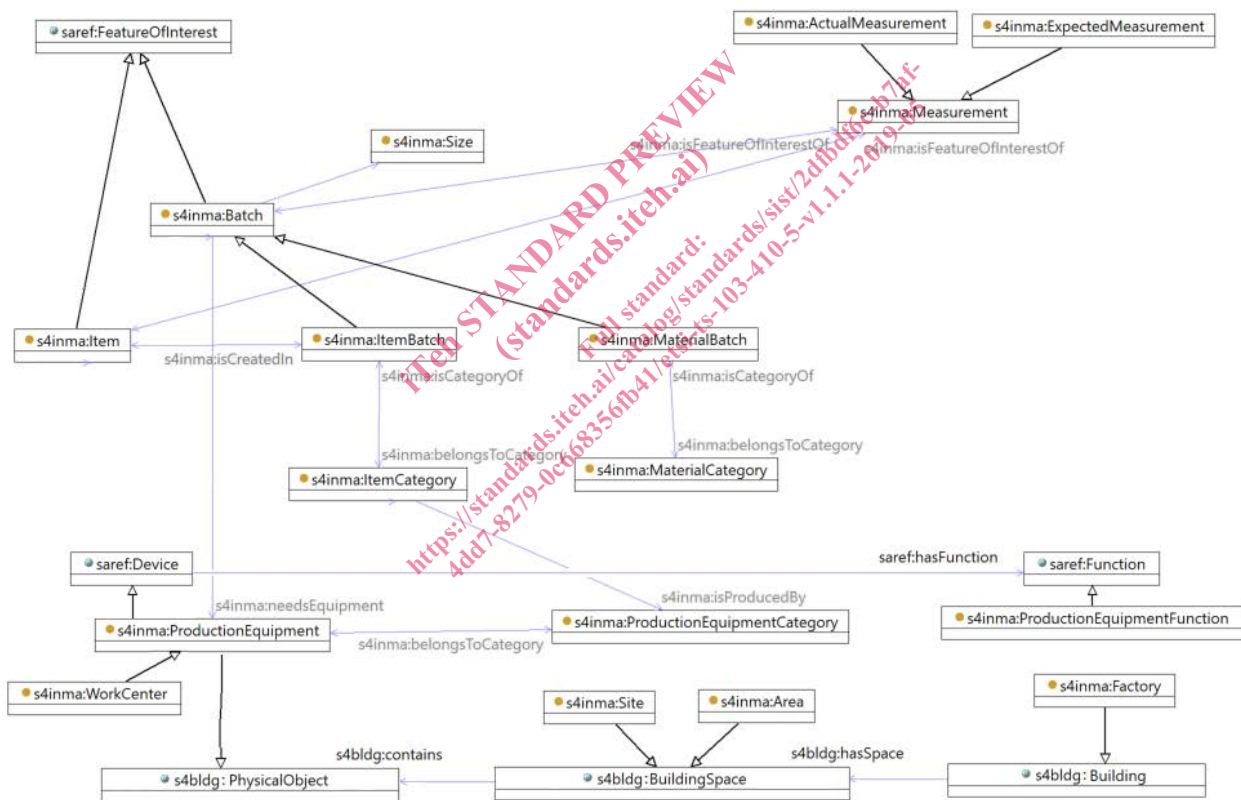 saref:FeatureOfInterest
s4inma:ActualMeasurement
s4inma:ExpectedMeasurement
s4inma:Measurement
s4inma:isFeatureOfInterestOf
s4inma:isFeatureOfInterestOf
s4inma:Size
s4inma:Batch
s4inma:Item
s4inma:ItemBatch
s4inma:MaterialBatch
s4inma:isCreatedIn
s4inma:isCategoryOf
s4inma:isCategoryOf
s4inma:belongsToCategory
s4inma:belongsToCategory
s4inma:ItemCategory
s4inma:MaterialCategory
saref:Device
saref:hasFunction
saref:Function
s4inma:needsEquipment
s4inma:isProducedBy
s4inma:ProductionEquipment
s4inma:belongsToCategory
s4inma:ProductionEquipmentCategory
s4inma:ProductionEquipmentFunction
s4inma:WorkCenter
s4inma:Site
s4inma:Area
s4inma:Factory
s4bldg:contains
s4bldg:hasSpace
s4bldg: PhysicalObject
s4bldg:BuildingSpace
s4bldg: Building
iTeh STANDARD PREVIEW
(standards.iteh.ai)
Full standard:
https://standards.iteh.ai/catalog/standards/sist/2dfbdf6c-b7af-
4dd7-8279-0c668356fb41/etsi-ts-103-410-5-v1.1.1-2019-05